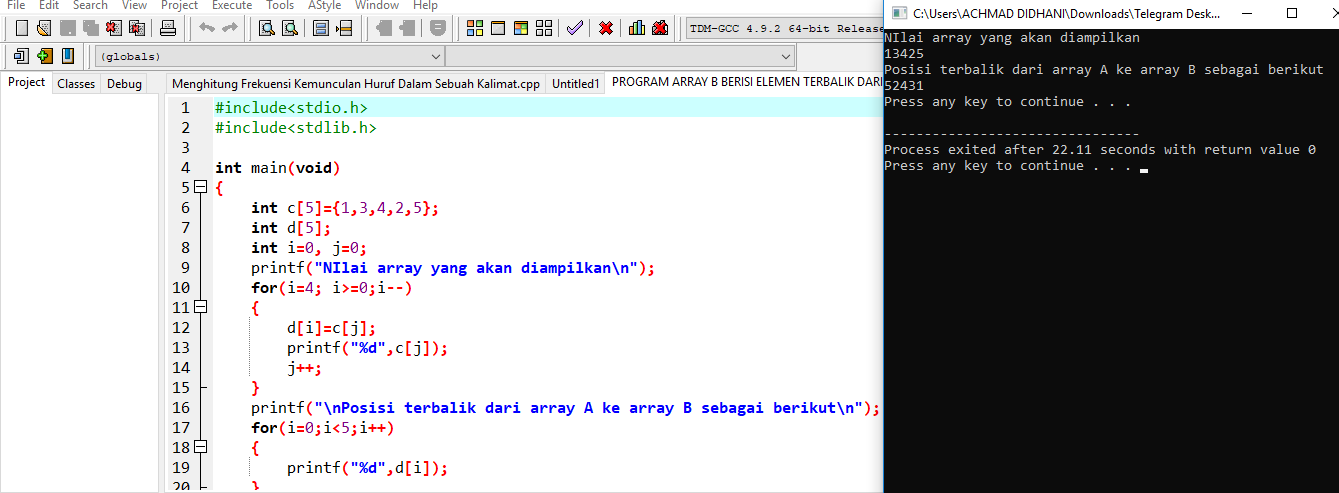 File Edit Search View Project Execute Tools AStyle Window Help
TDM-GCC 4.9.2 64-bit Release
(globals)
Project Classes Debug
Menghitung Frekuensi Kemunculan Huruf Dalam Sebuah Kalimat.cpp Untitled1 PROGRAM ARRAY B BERISI ELEMEN TERBALIK DARI
1 #include<stdio.h>
2 #include<stdlib.h>
3
4 int main(void)
5 {
6 int c[5]={1,3,4,2,5};
7 int d[5];
8 int i=0, j=0;
9 printf("NIlai array yang akan diampilkan\n");
10 for(i=4; i>=0;i--)
11 {
12 d[i]=c[j];
13 printf("%d",c[j]);
14 j++;
15 }
16 printf("\nPosisi terbalik dari array A ke array B sebagai berikut\n");
17 for(i=0;i<5;i++)
18 {
19 printf("%d",d[i]);
20 }
C:\Users\ACHMAD DIDHANI\Downloads\Telegram Desk...
NIlai array yang akan diampilkan
13425
Posisi terbalik dari array A ke array B sebagai berikut
52431
Press any key to continue . . .
--------------------------------
Process exited after 22.11 seconds with return value 0
Press any key to continue . . .